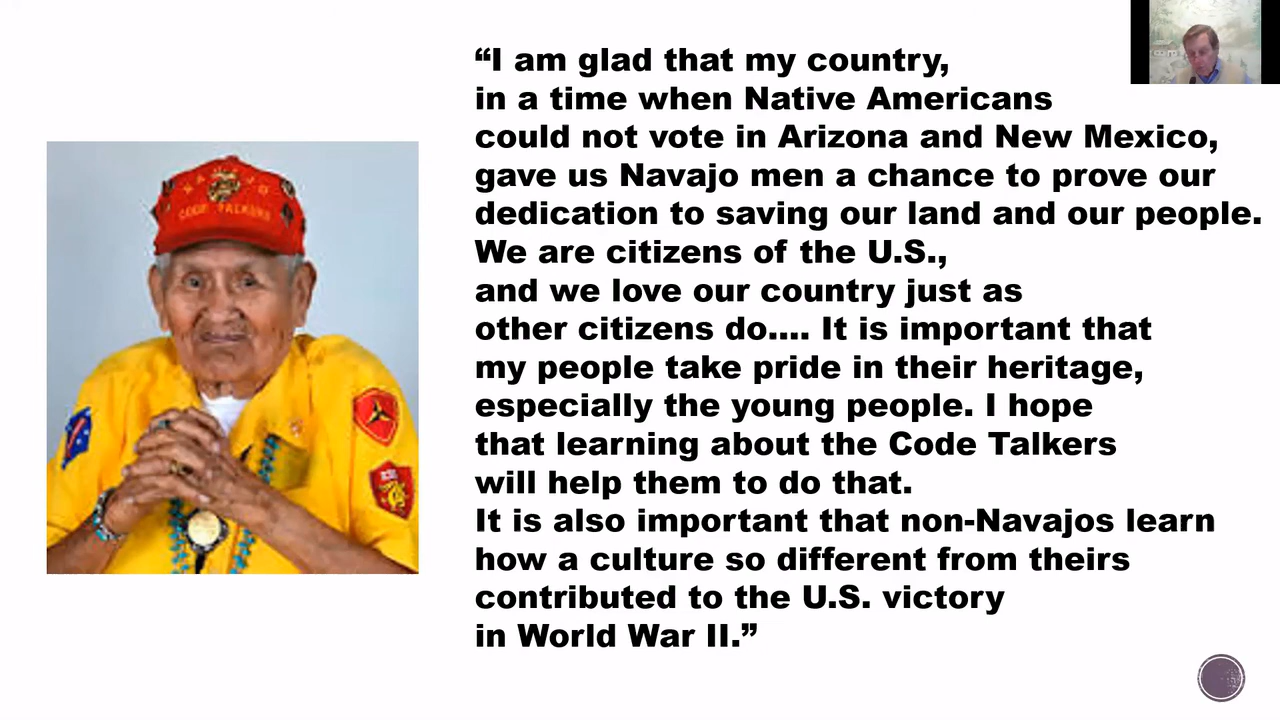 “I am glad that my country,
in a time when Native Americans
could not vote in Arizona and New Mexico,
gave us Navajo men a chance to prove our
dedication to saving our land and our people.
We are citizens of the U.S.,
and we love our country just as
other citizens do.... It is important that
my people take pride in their heritage,
especially the young people. I hope
that learning about the Code Talkers
will help them to do that.
It is also important that non-Navajos learn
how a culture so different from theirs
contributed to the U.S. victory
in World War II.”
NAVAJO
CODE TALKERS